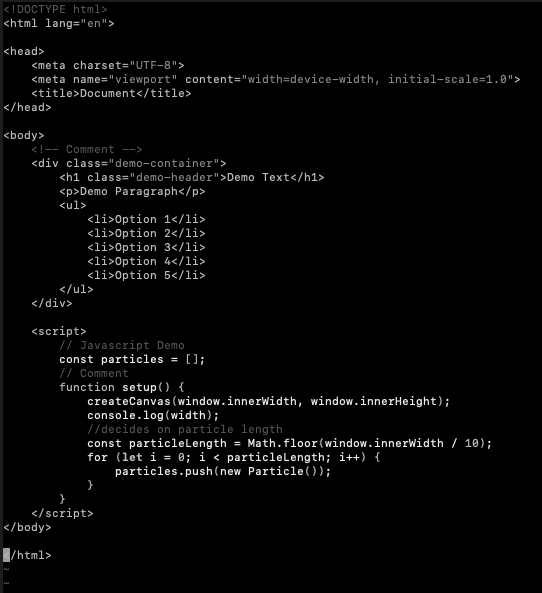 <!DOCTYPE html>
<html lang="en">

<head>
    <meta charset="UTF-8">
    <meta name="viewport" content="width=device-width, initial-scale=1.0">
    <title>Document</title>
</head>

<body>
    <!-- Comment -->
    <div class="demo-container">
        <h1 class="demo-header">Demo Text</h1>
        <p>Demo Paragraph</p>
        <ul>
            <li>Option 1</li>
            <li>Option 2</li>
            <li>Option 3</li>
            <li>Option 4</li>
            <li>Option 5</li>
        </ul>
    </div>

    <script>
        // Javascript Demo
        const particles = [];
        // Comment
        function setup() {
            createCanvas(window.innerWidth, window.innerHeight);
            console.log(width);
            //decides on particle length
            const particleLength = Math.floor(window.innerWidth / 10);
            for (let i = 0; i < particleLength; i++) {
                particles.push(new Particle());
            }
        }
    </script>
</body>

</html>
~
~